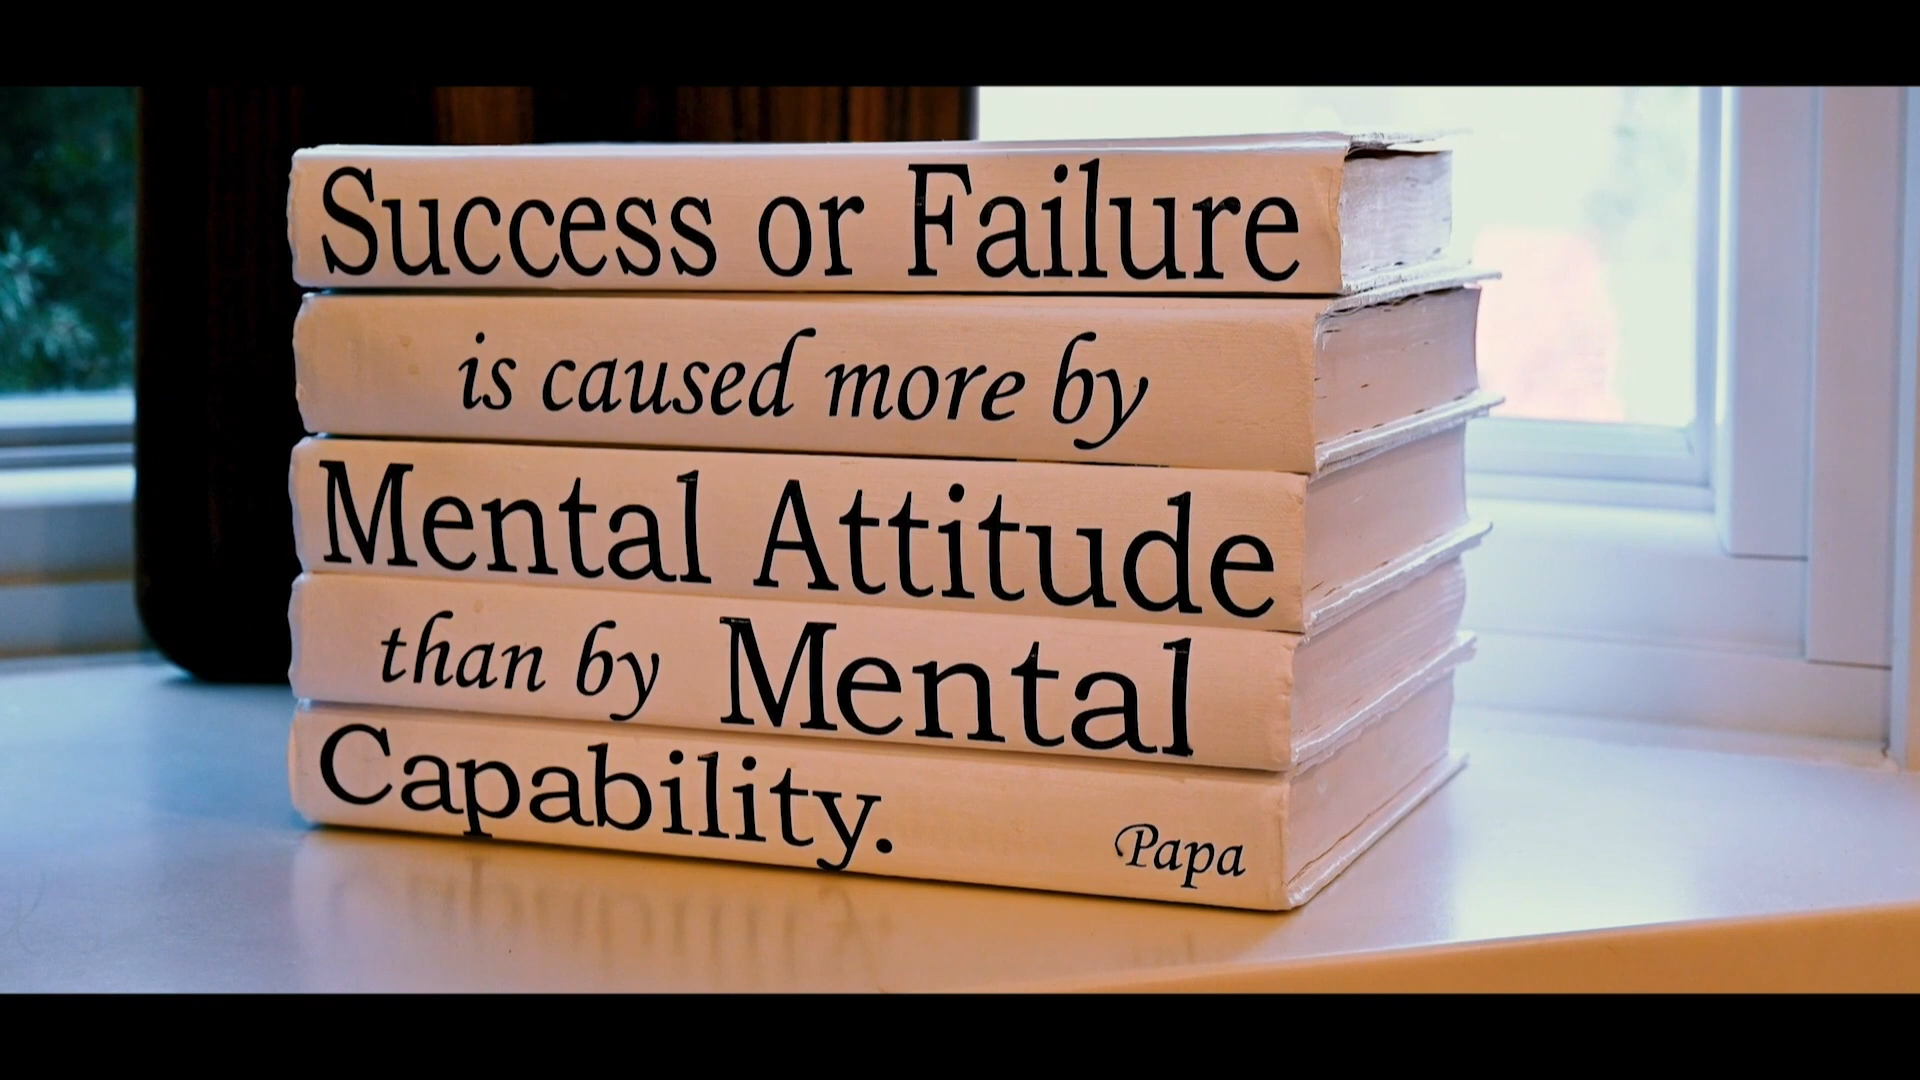 Success or Failure
is caused more by
Mental Attitude
than by Mental
Capability.
Papa